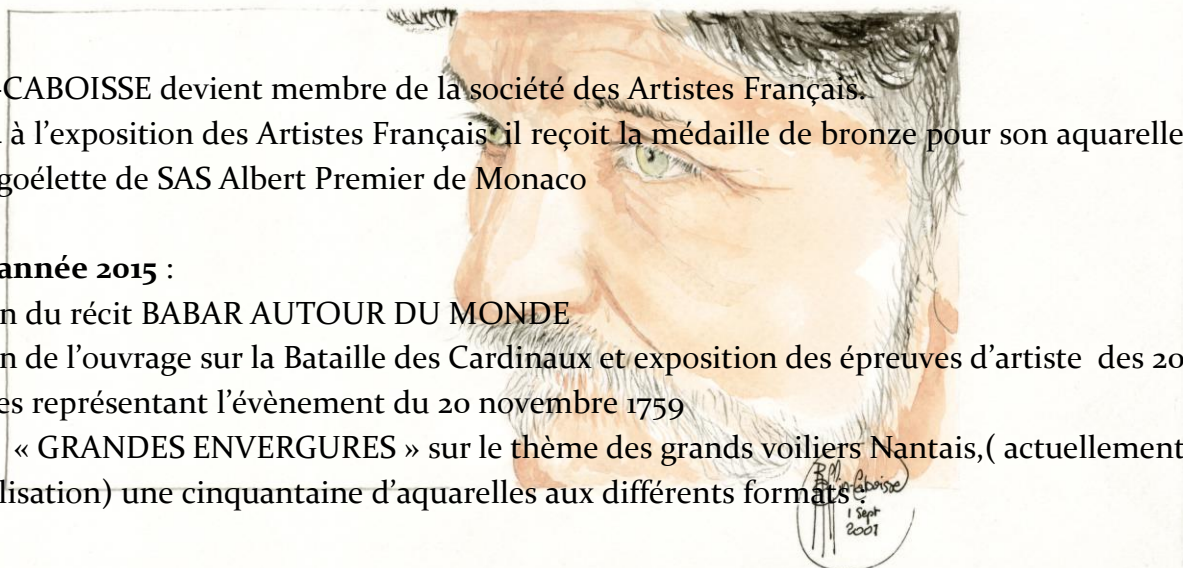 -CABOISSE devient membre de la société des Artistes Français.
à l’exposition des Artistes Français il reçoit la médaille de bronze pour son aquarelle
goélette de SAS Albert Premier de Monaco
année 2015 :
n du récit BABAR AUTOUR DU MONDE
n de l’ouvrage sur la Bataille des Cardinaux et exposition des épreuves d’artiste des 20
es représentant l’évènement du 20 novembre 1759
« GRANDES ENVERGURES » sur le thème des grands voiliers Nantais,( actuellement
lisation) une cinquantaine d’aquarelles aux différents formats .
Caboisse
1 Sept
2001